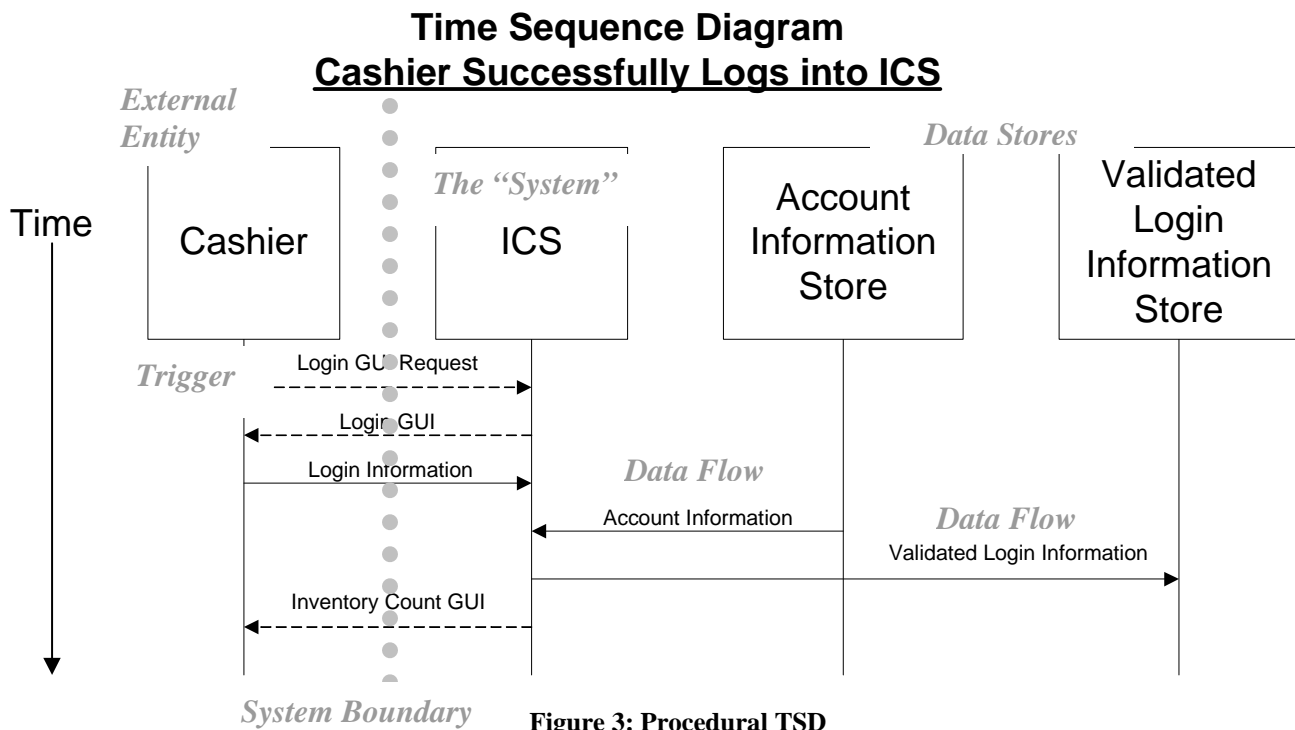 Time Sequence Diagram
Cashier Successfully Logs into ICS
External
Entity
Data Stores
The “System”
Time
Cashier
ICS
Account
Information
Store
Validated
Login
Information
Store
Trigger
Login GUI Request
Login GUI
Login Information
Data Flow
Account Information
Data Flow
Validated Login Information
Inventory Count GUI
System Boundary
Figure 3: Procedural TSD